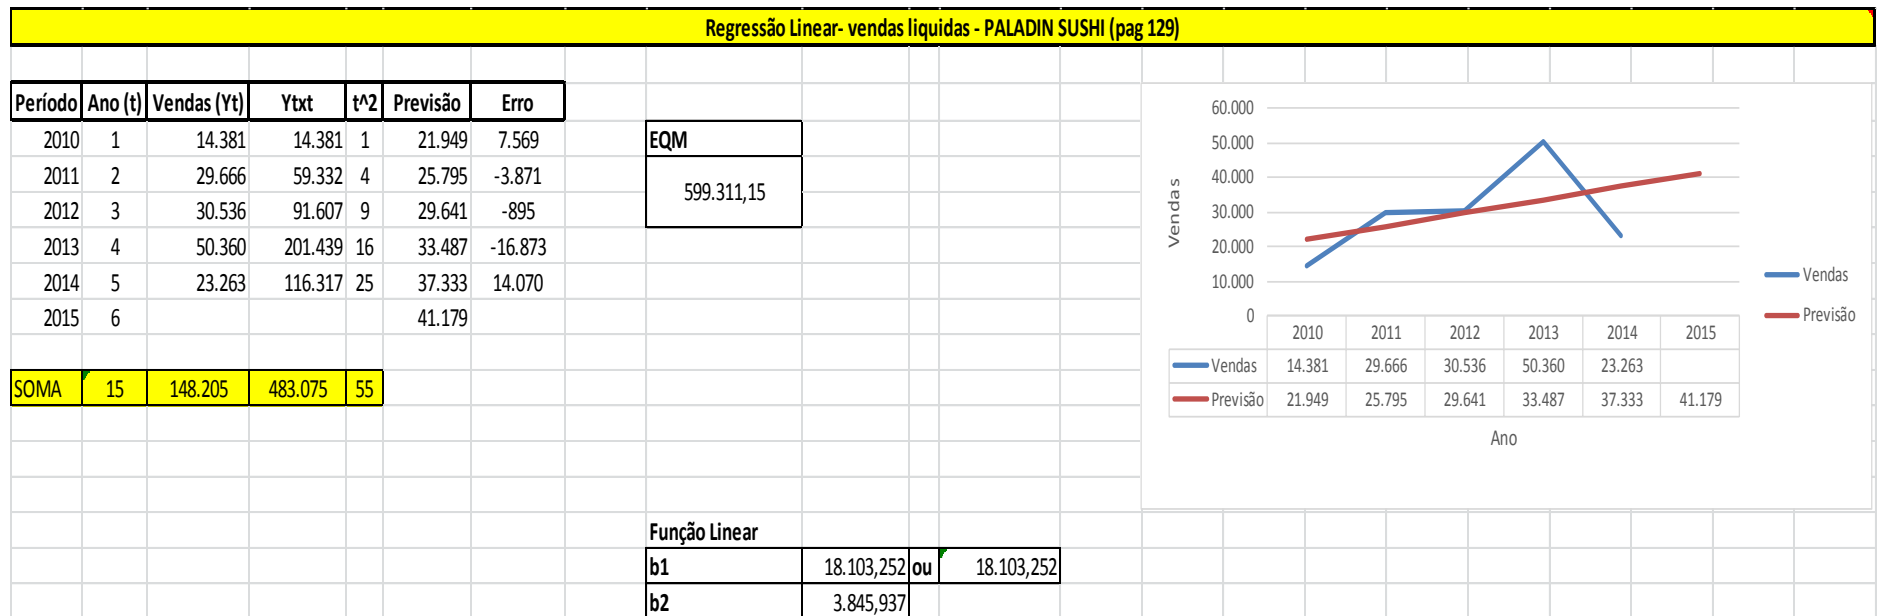 Regressão Linear- vendas liquidas - PALADIN SUSHI (pag 129)
Período Ano (t) Vendas (Yt) Ytxt t^2 Previsão Erro
2010 1 14.381 14.381 1 21.949 7.569
2011 2 29.666 59.332 4 25.795 -3.871
2012 3 30.536 91.607 9 29.641 -895
2013 4 50.360 201.439 16 33.487 -16.873
2014 5 23.263 116.317 25 37.333 14.070
2015 6 41.179
SOMA 15 148.205 483.075 55
EQM
599.311,15
Função Linear
b1 18.103,252 ou 18.103,252
b2 3.845,937
60.000
50.000
40.000
30.000
20.000
10.000
0
Vendas
2010 2011 2012 2013 2014 2015
Vendas 14.381 29.666 30.536 50.360 23.263
Previsão 21.949 25.795 29.641 33.487 37.333 41.179
Ano
Vendas
Previsão